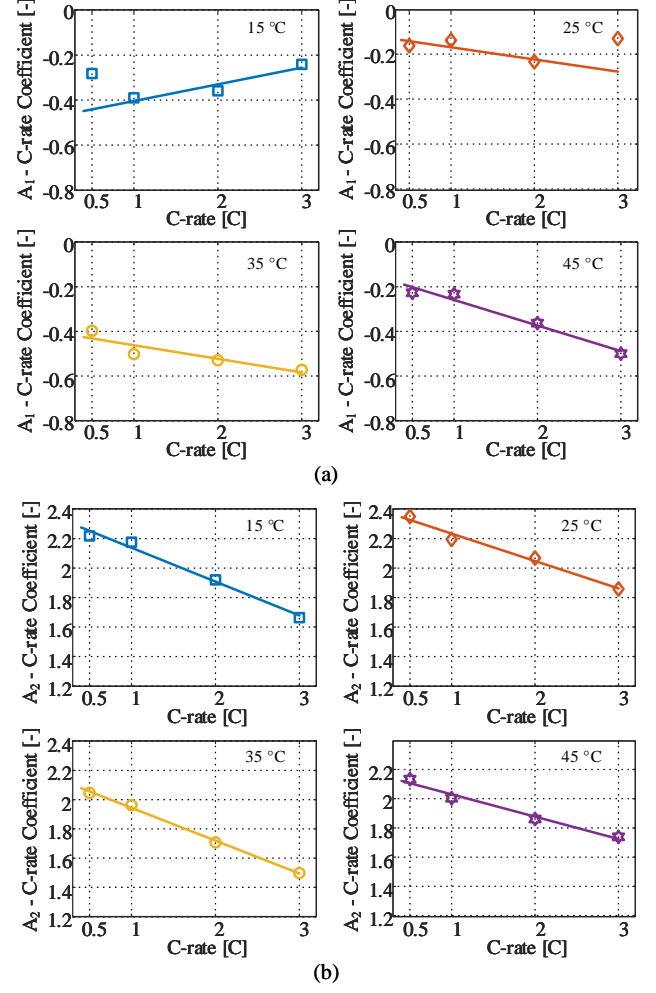 A1 - C-rate Coefficient [-]
0
-0.2
-0.4
-0.6
-0.8
15 °C
0.5 1 2 3
C-rate [C]
A1 - C-rate Coefficient [-]
0
-0.2
-0.4
-0.6
-0.8
25 °C
0.5 1 2 3
C-rate [C]
A1 - C-rate Coefficient [-]
0
-0.2
-0.4
-0.6
-0.8
35 °C
0.5 1 2 3
C-rate [C]
A1 - C-rate Coefficient [-]
0
-0.2
-0.4
-0.6
-0.8
45 °C
0.5 1 2 3
C-rate [C]
(a)
A2 - C-rate Coefficient [-]
2.4
2.2
2
1.8
1.6
1.4
1.2
15 °C
0.5 1 2 3
C-rate [C]
A2 - C-rate Coefficient [-]
2.4
2.2
2
1.8
1.6
1.4
1.2
25 °C
0.5 1 2 3
C-rate [C]
A2 - C-rate Coefficient [-]
2.4
2.2
2
1.8
1.6
1.4
1.2
35 °C
0.5 1 2 3
C-rate [C]
A2 - C-rate Coefficient [-]
2.2
2
1.8
1.6
1.4
1.2
45 °C
0.5 1 2 3
C-rate [C]
(b)